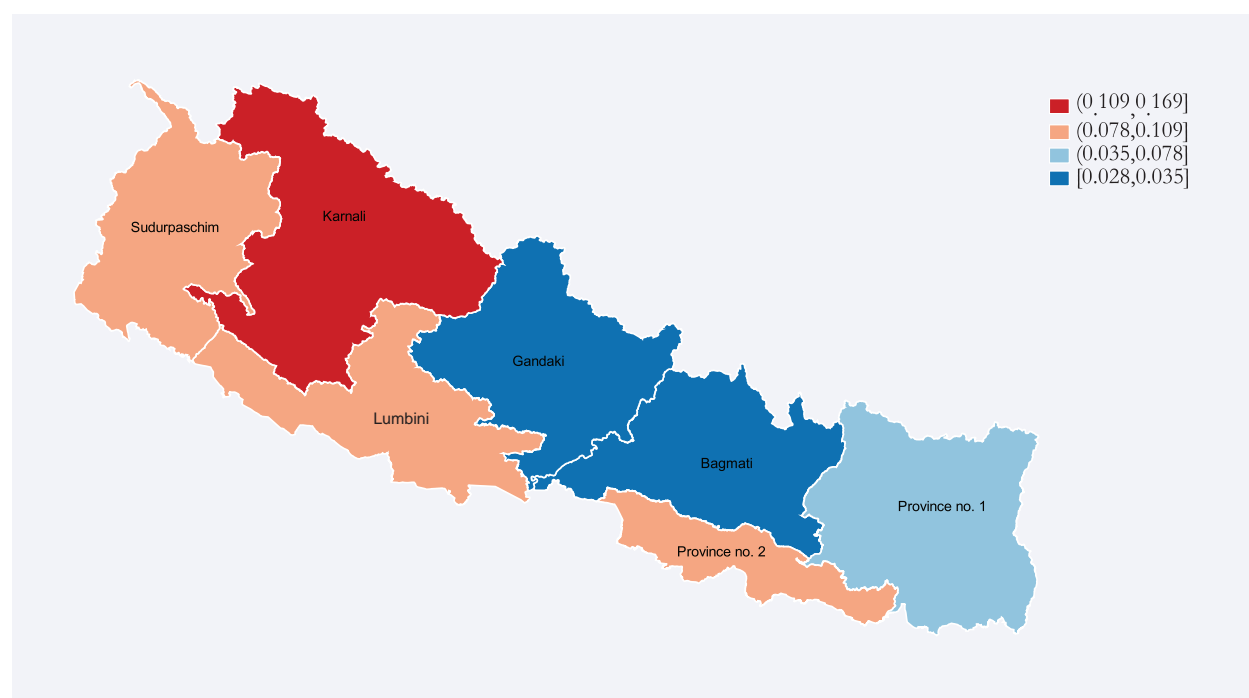 (0.109,0.169]
(0.078,0.109]
(0.035,0.078]
[0.028,0.035]
Karnali
Sudurpaschim
Gandaki
Lumbini
Bagmati
Province no. 1
Province no. 2